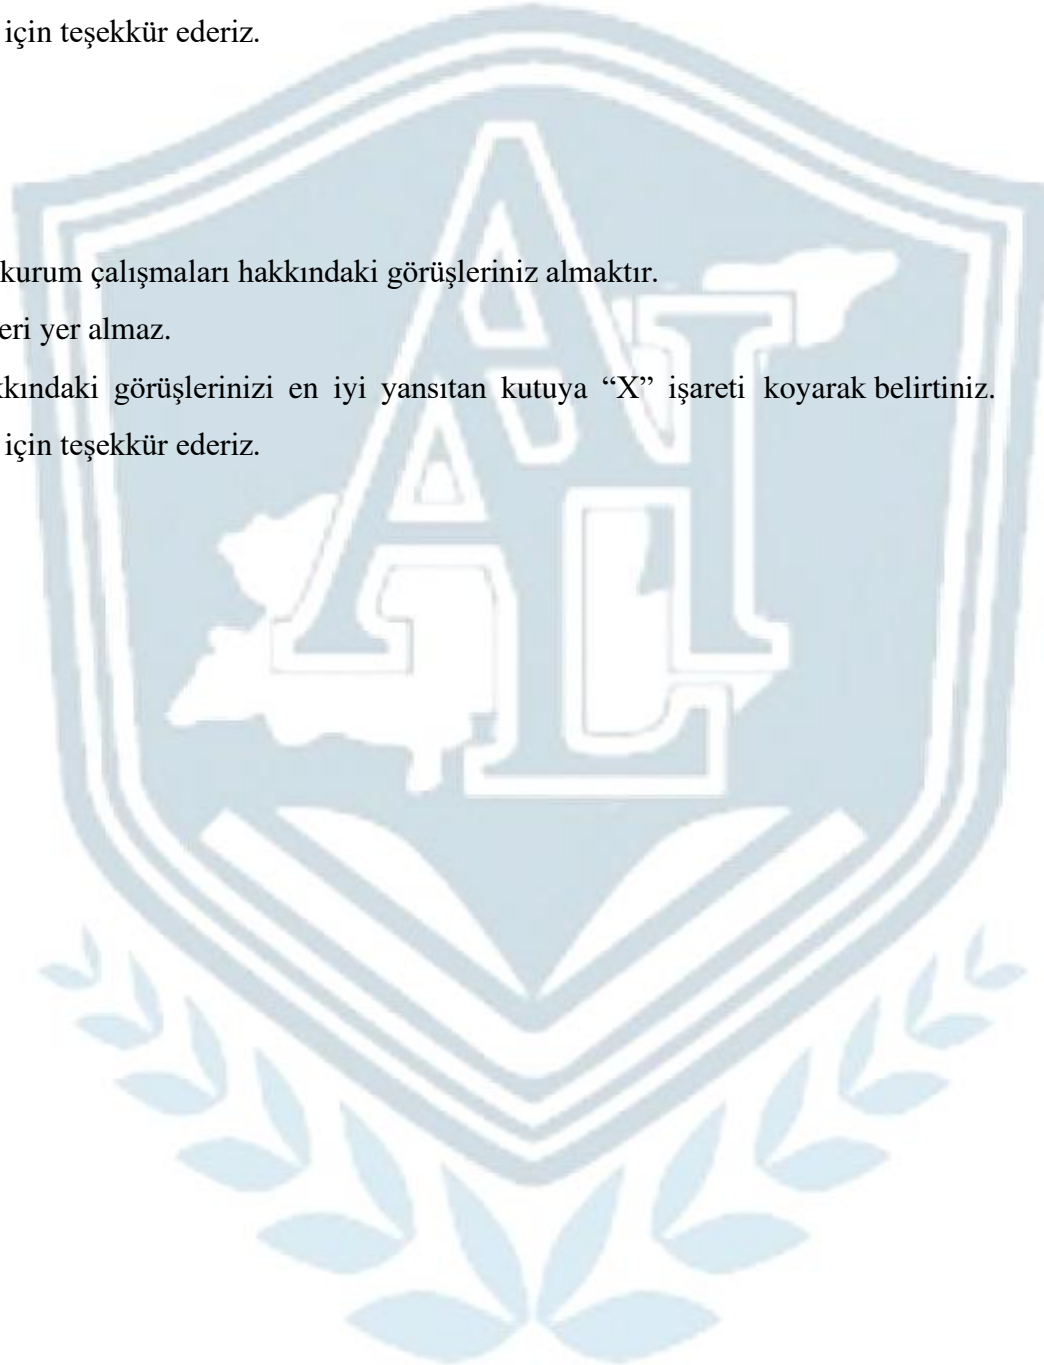 için teşekkür ederiz.
kurum çalışmaları hakkındaki görüşleriniz almaktır.
eri yer almaz.
kkındaki görüşlerinizi en iyi yansıtan kutuya “X” işareti koyarak belirtiniz.
için teşekkür ederiz.